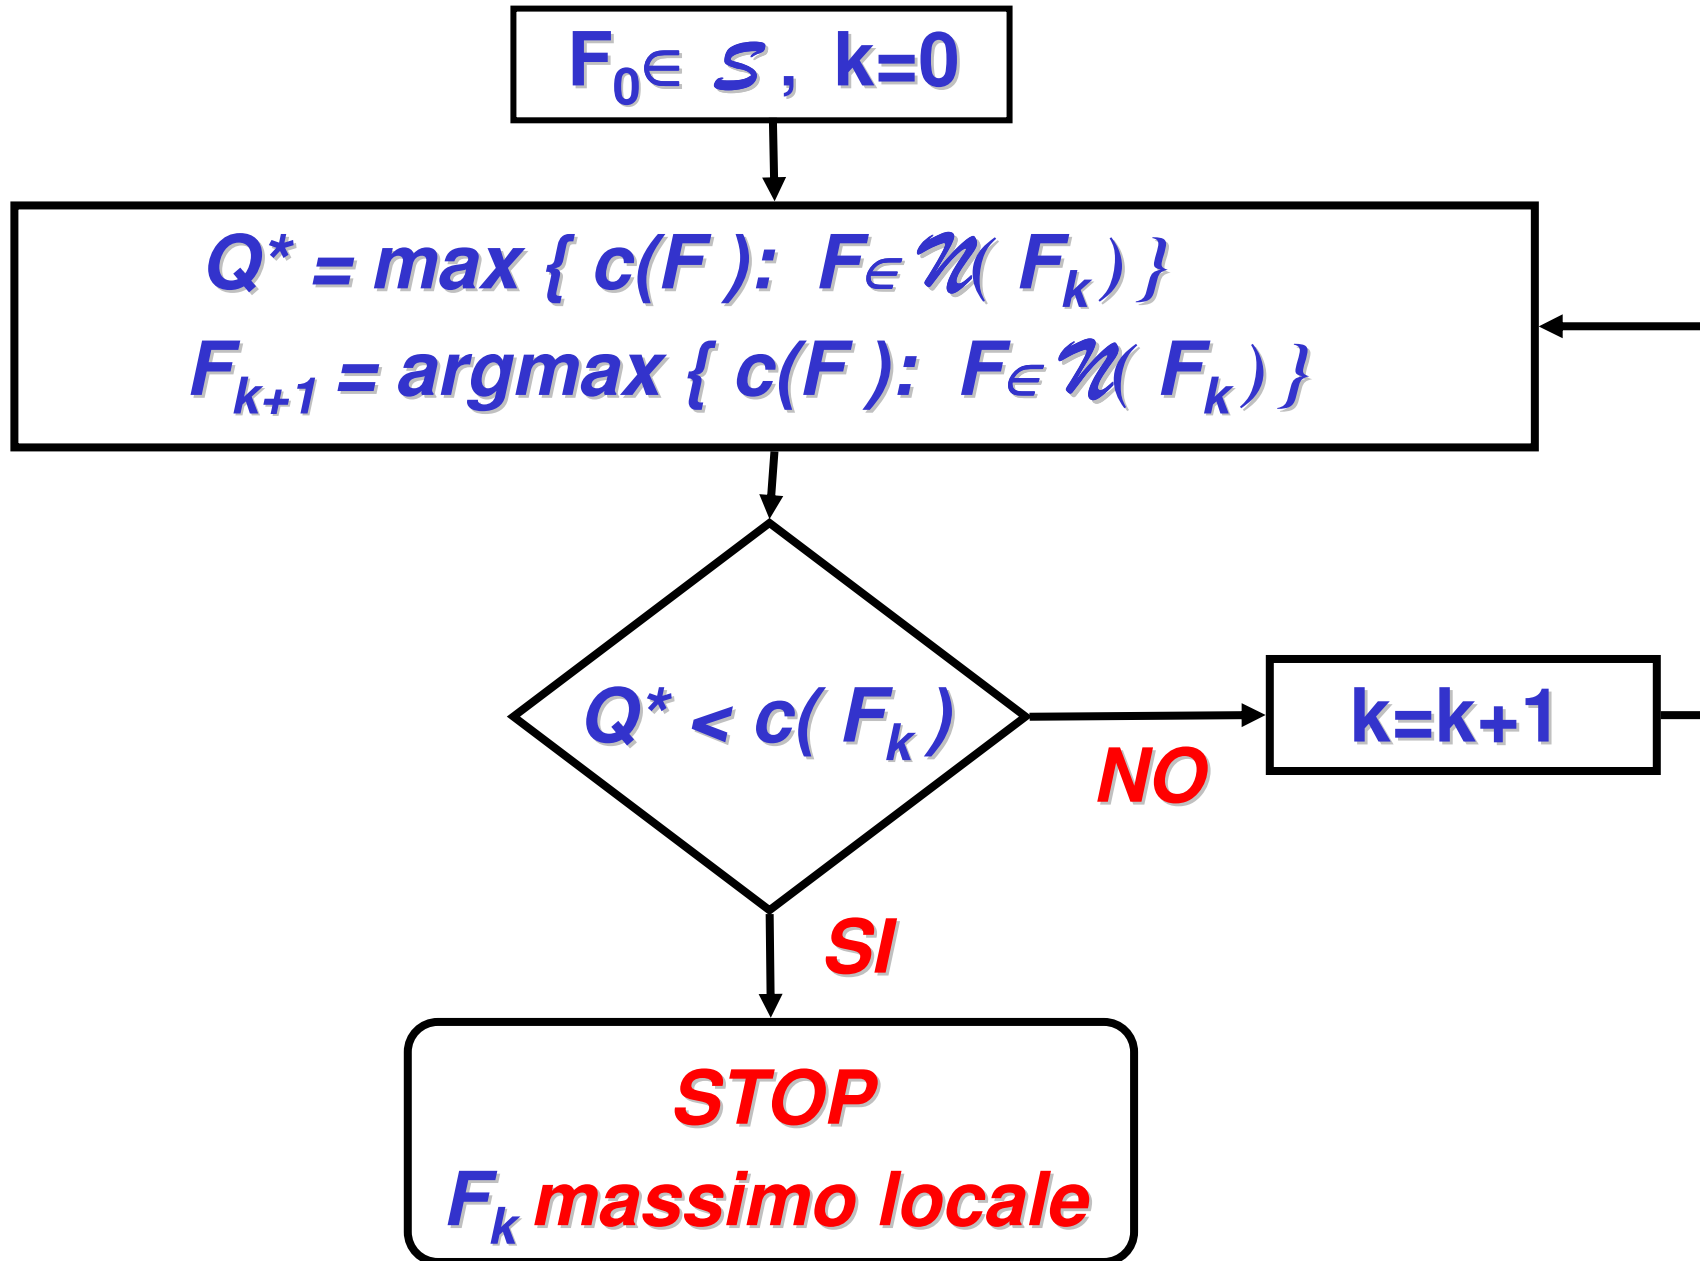 F₀∈ 𝒮 , k=0
Q* = max { c(F ): F∈ 𝒩( Fₖ ) }
Fₖ₊₁ = argmax { c(F ): F∈ 𝒩( Fₖ ) }
Q* < c( Fₖ )
NO
k=k+1
SI
STOP
Fₖ massimo locale